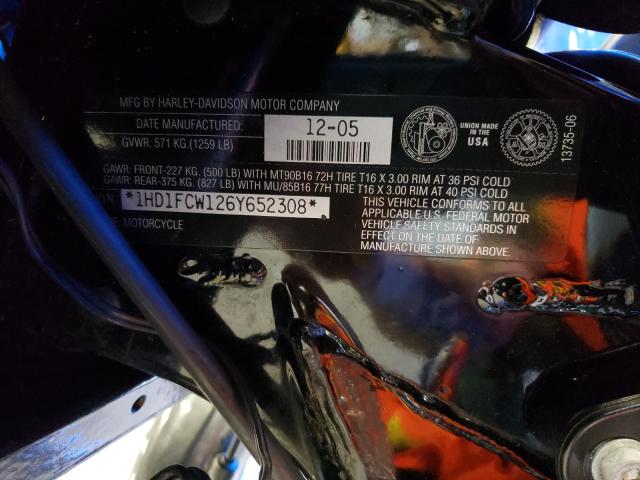 MFG BY HARLEY-DAVIDSON MOTOR COMPANY
DATE MANUFACTURED: 12-05
GVWR: 571 KG. (1259 LB)
UNION MADE IN THE USA
13735-06
GAWR: FRONT-227 KG. (500 LB) WITH MT90B16 72H TIRE T16 X 3.00 RIM AT 36 PSI COLD
GAWR: REAR-375 KG. (827 LB) WITH MU/85B16 77H TIRE T16 X 3.00 RIM AT 40 PSI COLD
*1HD1FCW126Y652308*
THIS VEHICLE CONFORMS TO ALL
APPLICABLE U.S. FEDERAL MOTOR
VEHICLE SAFETY STANDARDS IN
EFFECT ON THE DATE OF
MANUFACTURE SHOWN ABOVE.
MOTORCYCLE